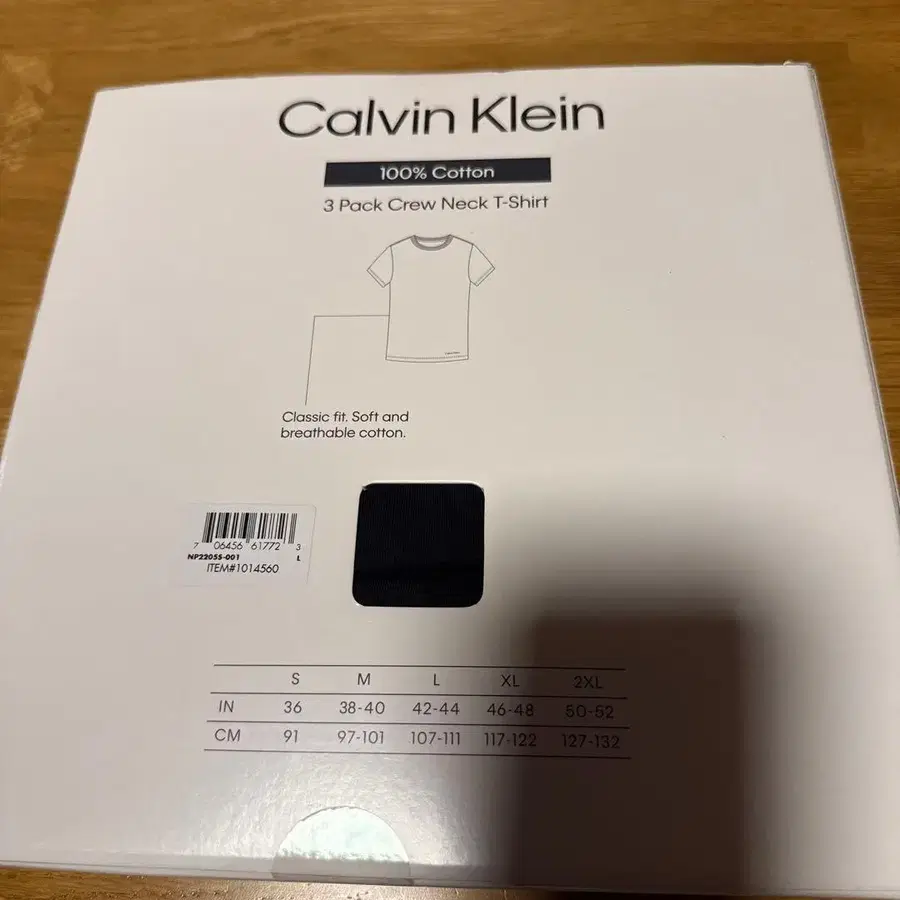 Calvin Klein
100% Cotton
3 Pack Crew Neck T-Shirt
Calvin Klein
Classic fit. Soft and
breathable cotton.
7 06456 61772 3
NP2205S-001 L
ITEM#1014560
S M L XL 2XL
IN 36 38-40 42-44 46-48 50-52
CM 91 97-101 107-111 117-122 127-132